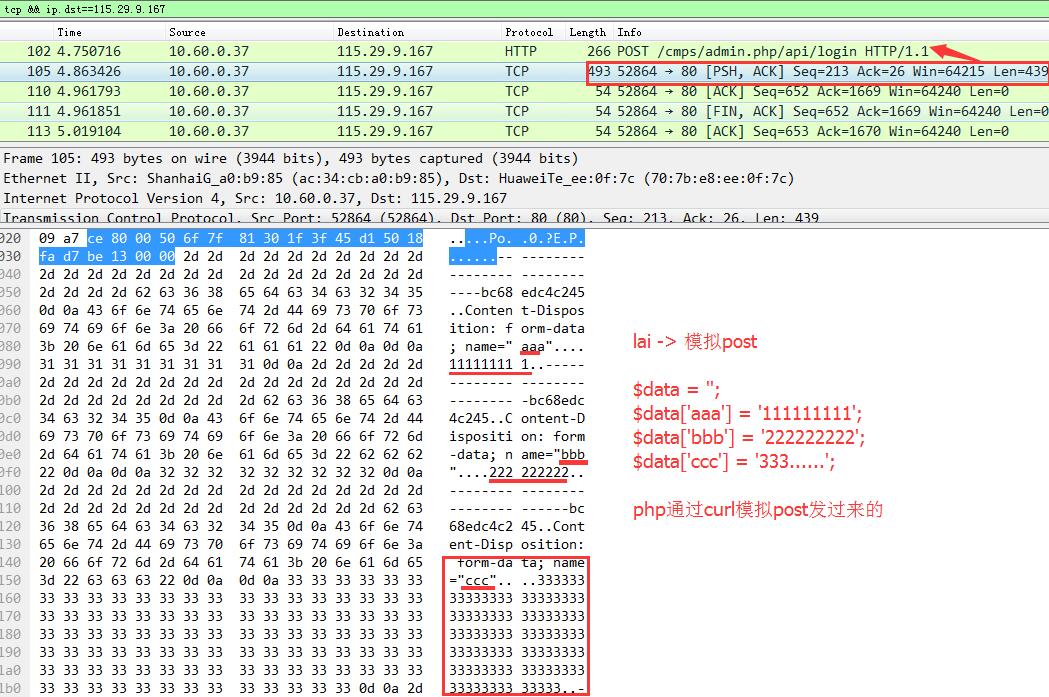 tcp && ip.dst==115.29.9.167
Time Source Destination Protocol Length Info
102 4.750716 10.60.0.37 115.29.9.167 HTTP 266 POST /cmps/admin.php/api/login HTTP/1.1
105 4.863426 10.60.0.37 115.29.9.167 TCP 493 52864 → 80 [PSH, ACK] Seq=213 Ack=26 Win=64215 Len=439
110 4.961793 10.60.0.37 115.29.9.167 TCP 54 52864 → 80 [ACK] Seq=652 Ack=1669 Win=64240 Len=0
111 4.961851 10.60.0.37 115.29.9.167 TCP 54 52864 → 80 [FIN, ACK] Seq=652 Ack=1669 Win=64240 Len=0
113 5.019104 10.60.0.37 115.29.9.167 TCP 54 52864 → 80 [ACK] Seq=653 Ack=1670 Win=64240 Len=0
Frame 105: 493 bytes on wire (3944 bits), 493 bytes captured (3944 bits)
Ethernet II, Src: ShanhaiG_a0:b9:85 (ac:34:cb:a0:b9:85), Dst: HuaweiTe_ee:0f:7c (70:7b:e8:ee:0f:7c)
Internet Protocol Version 4, Src: 10.60.0.37, Dst: 115.29.9.167
Transmission Control Protocol, Src Port: 52864 (52864), Dst Port: 80 (80), Seq: 213, Ack: 26, Len: 439
020 09 a7 ce 80 00 50 6f 7f 81 30 1f 3f 45 d1 50 18 .....Po. .0.?E.P.
030 fa d7 be 13 00 00 2d 2d 2d 2d 2d 2d 2d 2d 2d 2d ......-- --------
040 2d 2d 2d 2d 2d 2d 2d 2d 2d 2d 2d 2d 2d 2d 2d 2d -------- --------
050 2d 2d 2d 2d 62 63 36 38 65 64 63 34 63 32 34 35 ----bc68 edc4c245
060 0d 0a 43 6f 6e 74 65 6e 74 2d 44 69 73 70 6f 73 ..Conten t-Dispos
070 69 74 69 6f 6e 3a 20 66 6f 72 6d 2d 64 61 74 61 ition: f orm-data
080 3b 20 6e 61 6d 65 3d 22 61 61 61 22 0d 0a 0d 0a ; name=" aaa"....
090 31 31 31 31 31 31 31 31 31 0d 0a 2d 2d 2d 2d 2d 11111111 1..-----
0a0 2d 2d 2d 2d 2d 2d 2d 2d 2d 2d 2d 2d 2d 2d 2d 2d -------- --------
0b0 2d 2d 2d 2d 2d 2d 2d 2d 2d 62 63 36 38 65 64 63 -------- -bc68edc
0c0 34 63 32 34 35 0d 0a 43 6f 6e 74 65 6e 74 2d 44 4c245..C ontent-D
0d0 69 73 70 6f 73 69 74 69 6f 6e 3a 20 66 6f 72 6d ispositi on: form
0e0 2d 64 61 74 61 3b 20 6e 61 6d 65 3d 22 62 62 62 -data; n ame="bbb
0f0 22 0d 0a 0d 0a 32 32 32 32 32 32 32 32 32 0d 0a "....222 222222..
100 2d 2d 2d 2d 2d 2d 2d 2d 2d 2d 2d 2d 2d 2d 2d 2d -------- --------
110 2d 2d 2d 2d 2d 2d 2d 2d 2d 2d 2d 2d 2d 2d 62 63 -------- ------bc
120 36 38 65 64 63 34 63 32 34 35 0d 0a 43 6f 6e 74 68edc4c2 45..Cont
130 65 6e 74 2d 44 69 73 70 6f 73 69 74 69 6f 6e 3a ent-Disp osition:
140 20 66 6f 72 6d 2d 64 61 74 61 3b 20 6e 61 6d 65 form-da ta; name
150 3d 22 63 63 63 22 0d 0a 0d 0a 33 33 33 33 33 33 ="ccc".. ..333333
160 33 33 33 33 33 33 33 33 33 33 33 33 33 33 33 33 33333333 33333333
170 33 33 33 33 33 33 33 33 33 33 33 33 33 33 33 33 33333333 33333333
180 33 33 33 33 33 33 33 33 33 33 33 33 33 33 33 33 33333333 33333333
190 33 33 33 33 33 33 33 33 33 33 33 33 33 33 33 33 33333333 33333333
1a0 33 33 33 33 33 33 33 33 33 33 33 33 33 33 33 33 33333333 33333333
1b0 33 33 33 33 33 33 33 33 33 33 33 33 33 0d 0a 2d 33333333 33333..-
lai -> 模拟post
$data = '';
$data['aaa'] = '111111111';
$data['bbb'] = '222222222';
$data['ccc'] = '333......';
php通过curl模拟post发过来的